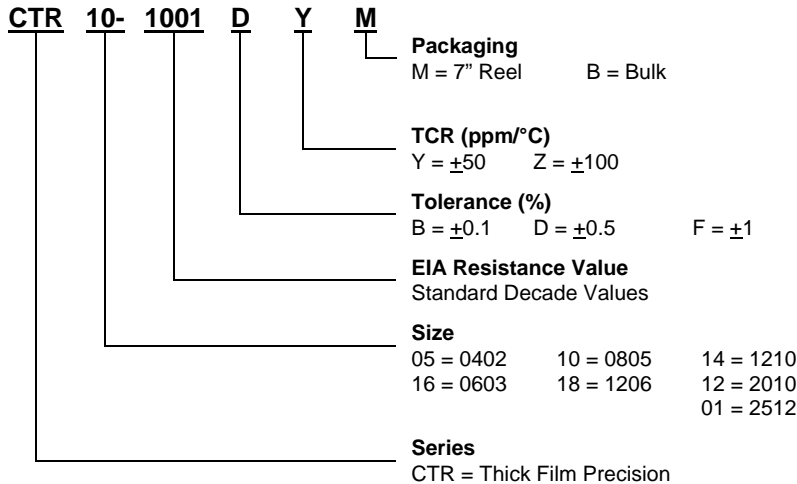 CTR 10- 1001 D Y M
Packaging
M = 7” Reel B = Bulk
TCR (ppm/°C)
Y = ±50 Z = ±100
Tolerance (%)
B = ±0.1 D = ±0.5 F = ±1
EIA Resistance Value
Standard Decade Values
Size
05 = 0402 10 = 0805 14 = 1210
16 = 0603 18 = 1206 12 = 2010
01 = 2512
Series
CTR = Thick Film Precision